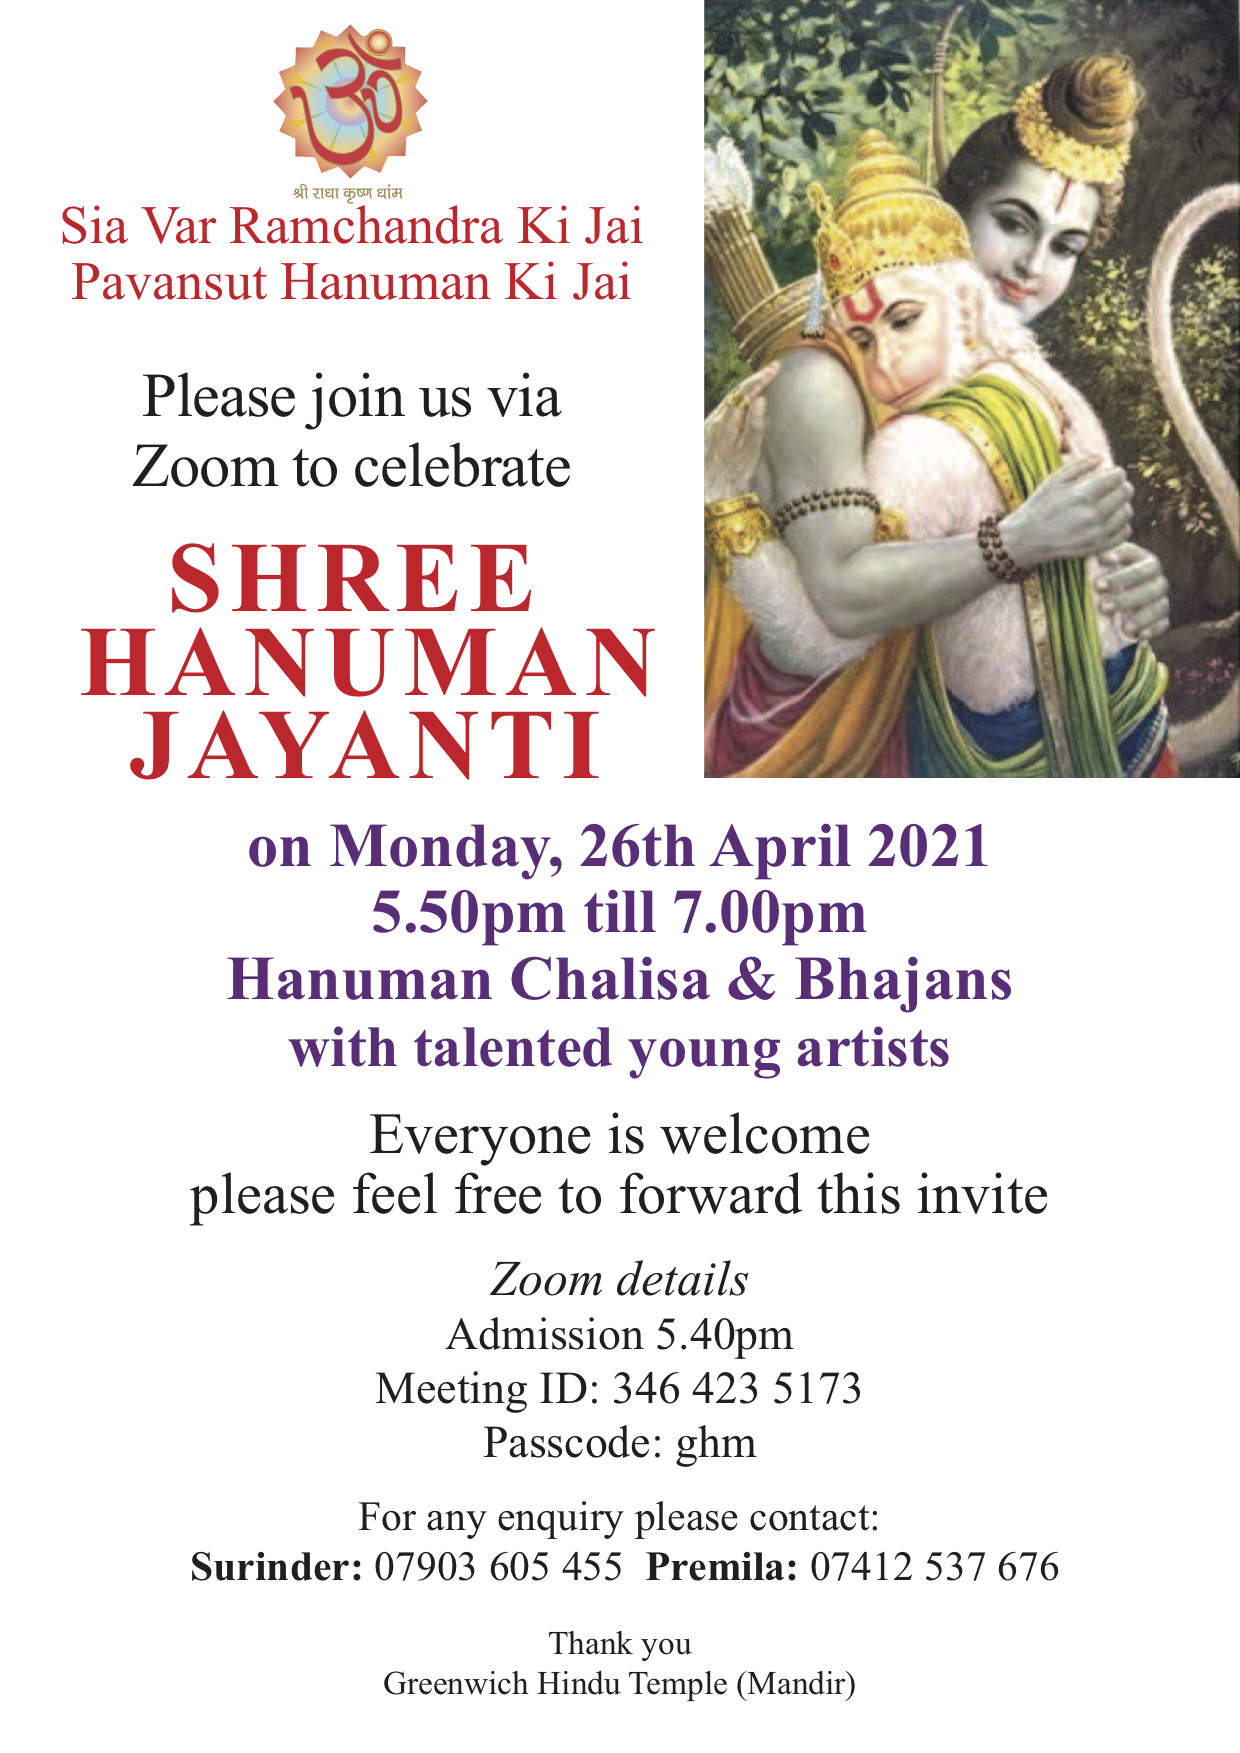 श्री राधा कृष्ण धांम
Sia Var Ramchandra Ki Jai
Pavansut Hanuman Ki Jai
Please join us via
Zoom to celebrate
SHREE
HANUMAN
JAYANTI
on Monday, 26th April 2021
5.50pm till 7.00pm
Hanuman Chalisa & Bhajans
with talented young artists
Everyone is welcome
please feel free to forward this invite
Zoom details
Admission 5.40pm
Meeting ID: 346 423 5173
Passcode: ghm
For any enquiry please contact:
Surinder: 07903 605 455 Premila: 07412 537 676
Thank you
Greenwich Hindu Temple (Mandir)